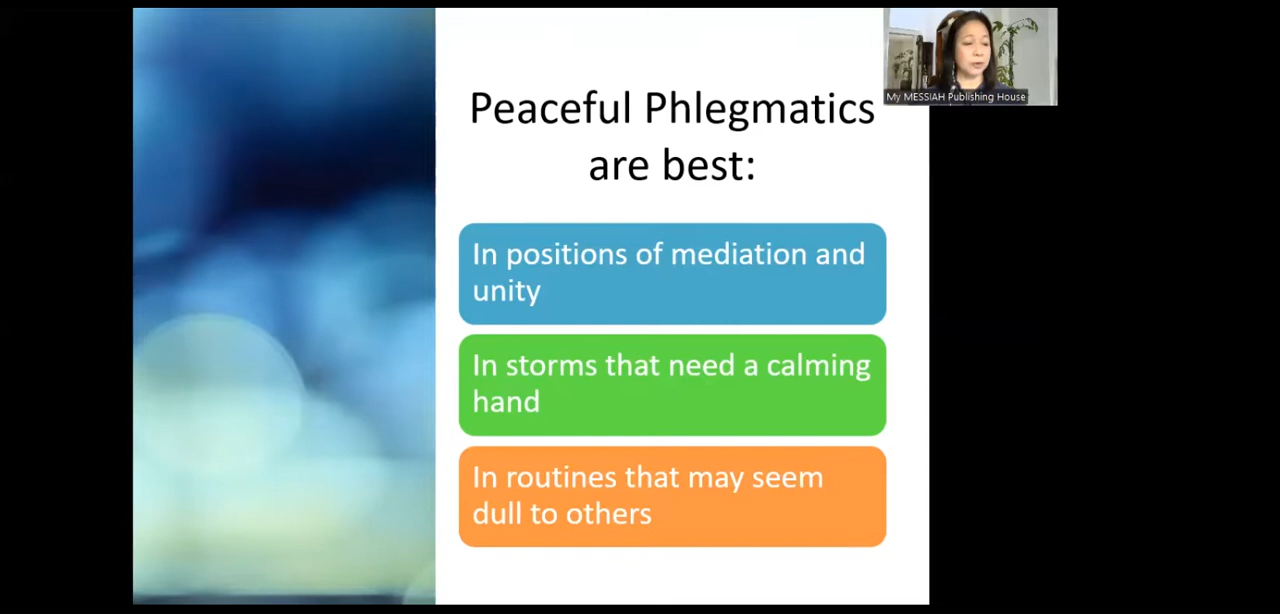 Peaceful Phlegmatics
are best:
My MESSIAH Publishing House
In positions of mediation and
unity
In storms that need a calming
hand
In routines that may seem
dull to others